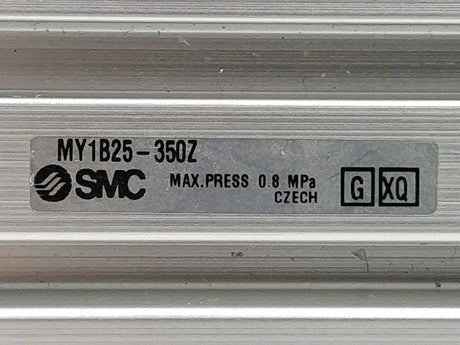 MY1B25-350Z
SMC MAX.PRESS 0.8 MPa
CZECH
G XQ